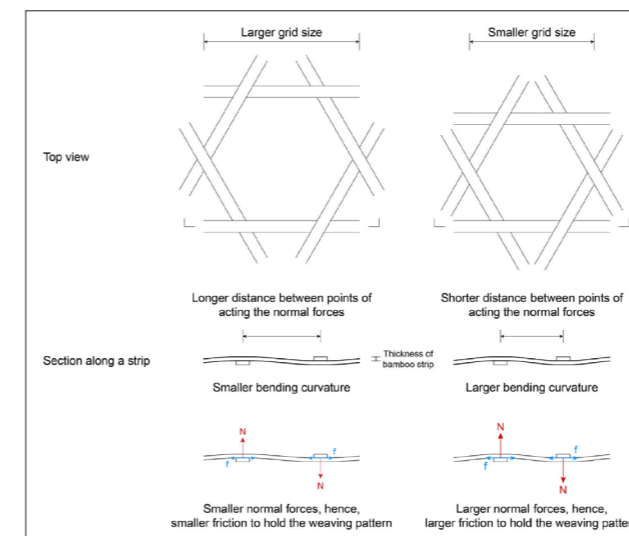 Larger grid size
Smaller grid size
Top view
Longer distance between points of
acting the normal forces
Shorter distance between points of
acting the normal forces
Section along a strip
Thickness of
bamboo strip
Smaller bending curvature
Larger bending curvature
N
f
f
N
N
f
f
N
Smaller normal forces, hence,
smaller friction to hold the weaving pattern
Larger normal forces, hence,
larger friction to hold the weaving patte